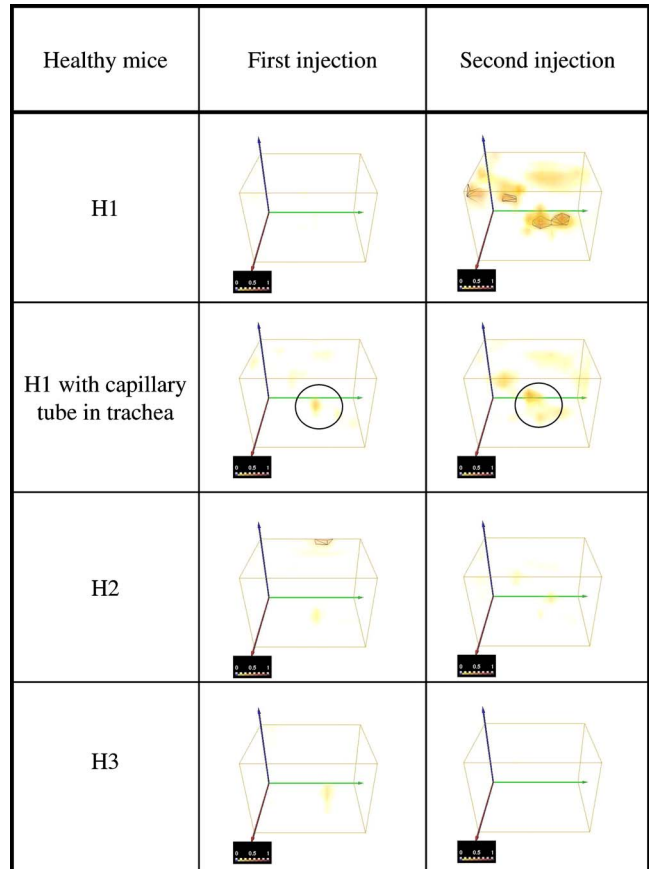 Healthy mice
First injection
Second injection
H1
0 0.5 1
0 0.5 1
H1 with capillary
tube in trachea
0 0.5 1
0 0.5 1
H2
0 0.5 1
0 0.5 1
H3
0 0.5 1
0 0.5 1